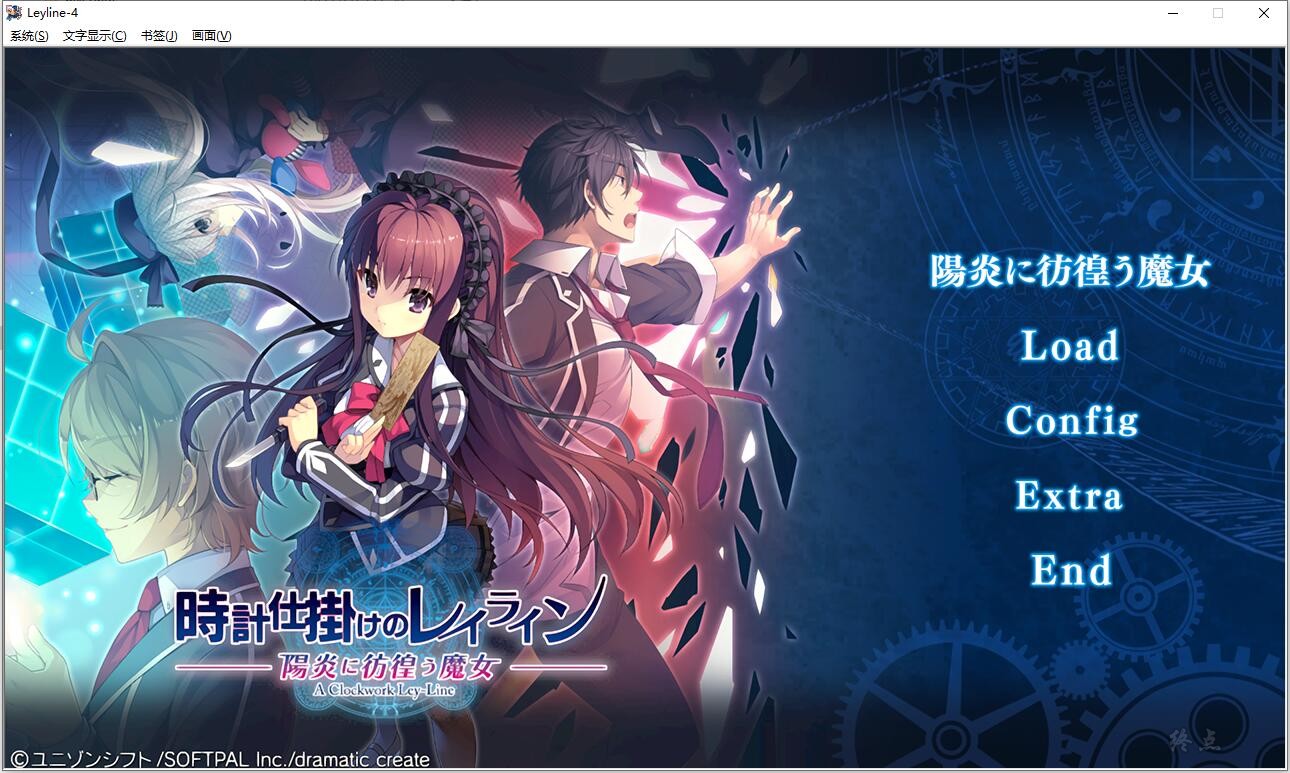 Leyline-4
系统(S) 文字显示(C) 书签(J) 画面(V)
陽炎に彷徨う魔女
Load
Config
Extra
End
時計仕掛けのレイライン
陽炎に彷徨う魔女
A Clockwork Ley-Line
终点
©ユニゾンシフト/SOFTPAL Inc./dramatic create